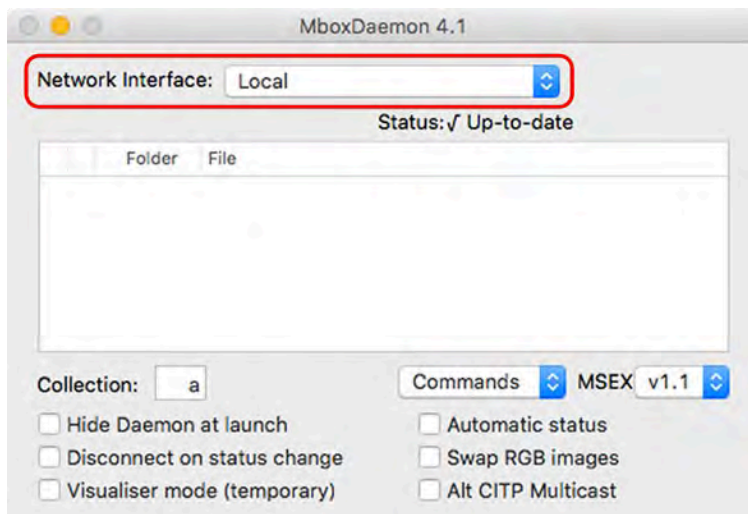 MboxDaemon 4.1
Network Interface: Local
Status:√ Up-to-date
Folder File
Collection: a Commands MSEX v1.1
Hide Daemon at launch Automatic status
Disconnect on status change Swap RGB images
Visualiser mode (temporary) Alt CITP Multicast